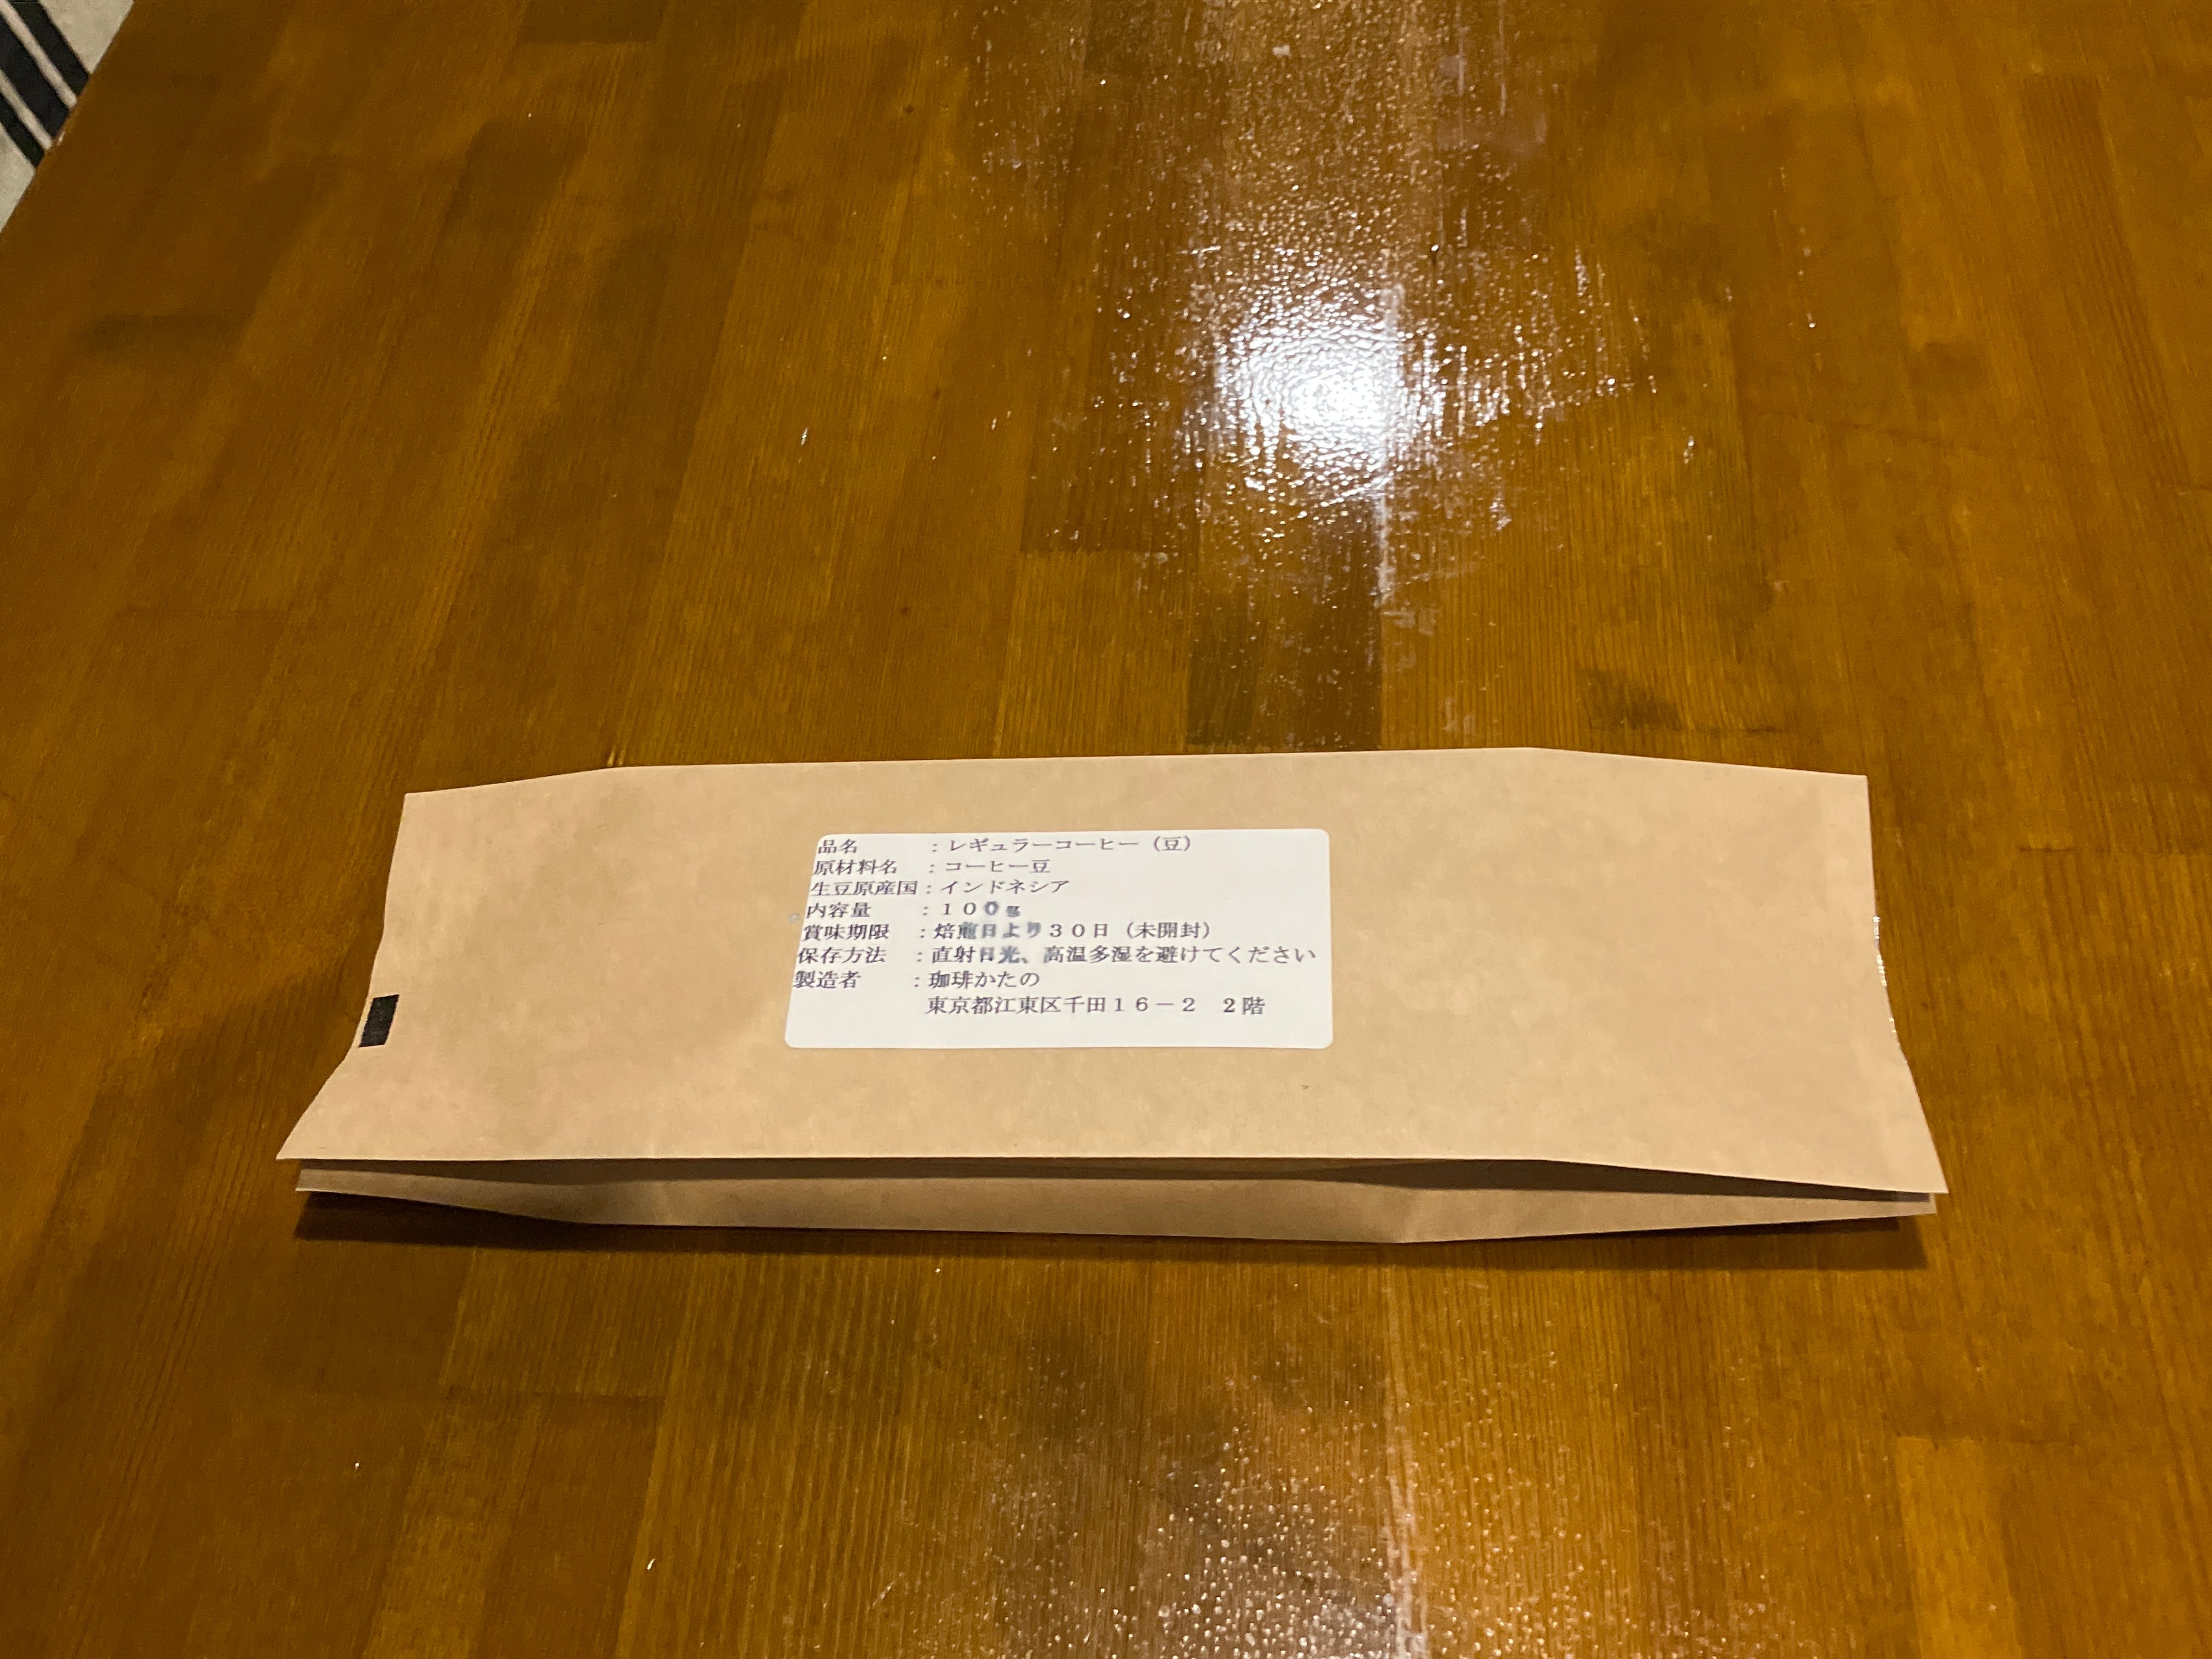 品名　　　：レギュラーコーヒー（豆）
原材料名　：コーヒー豆
生豆原産国：インドネシア
内容量　　：１００ｇ
賞味期限　：焙煎日より３０日（未開封）
保存方法　：直射日光、高温多湿を避けてください
製造者　　：珈琲かたの
東京都江東区千田１６－２　２階